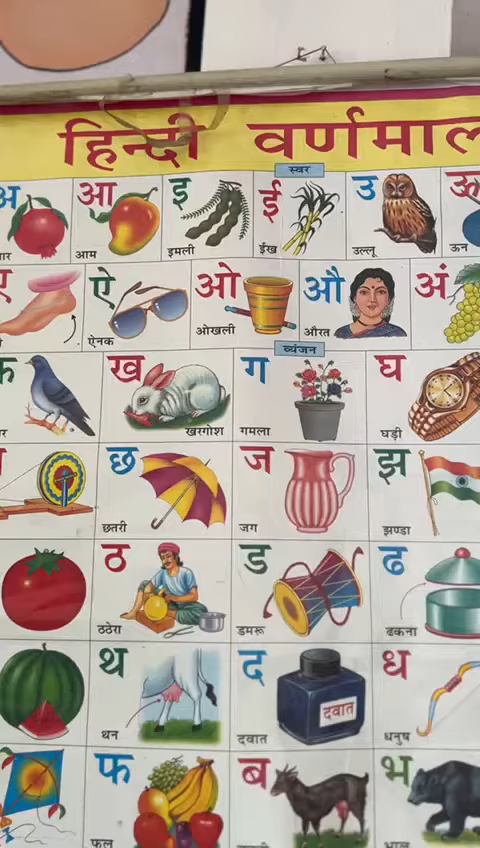 हिन्दी वर्णमाल
स्वर
अ आ इ ई उ ऊ
आम इमली ईख उल्लू ऊन
ऐ ओ औ अं
ऐनक ओखली औरत
व्यंजन
ख ग घ
खरगोश गमला घड़ी
छ ज झ
छतरी जग झण्डा
ठ ड ढ
ठठेरा डमरू ढकना
थ द ध
दवात
थन दवात धनुष
फ ब भ
फल